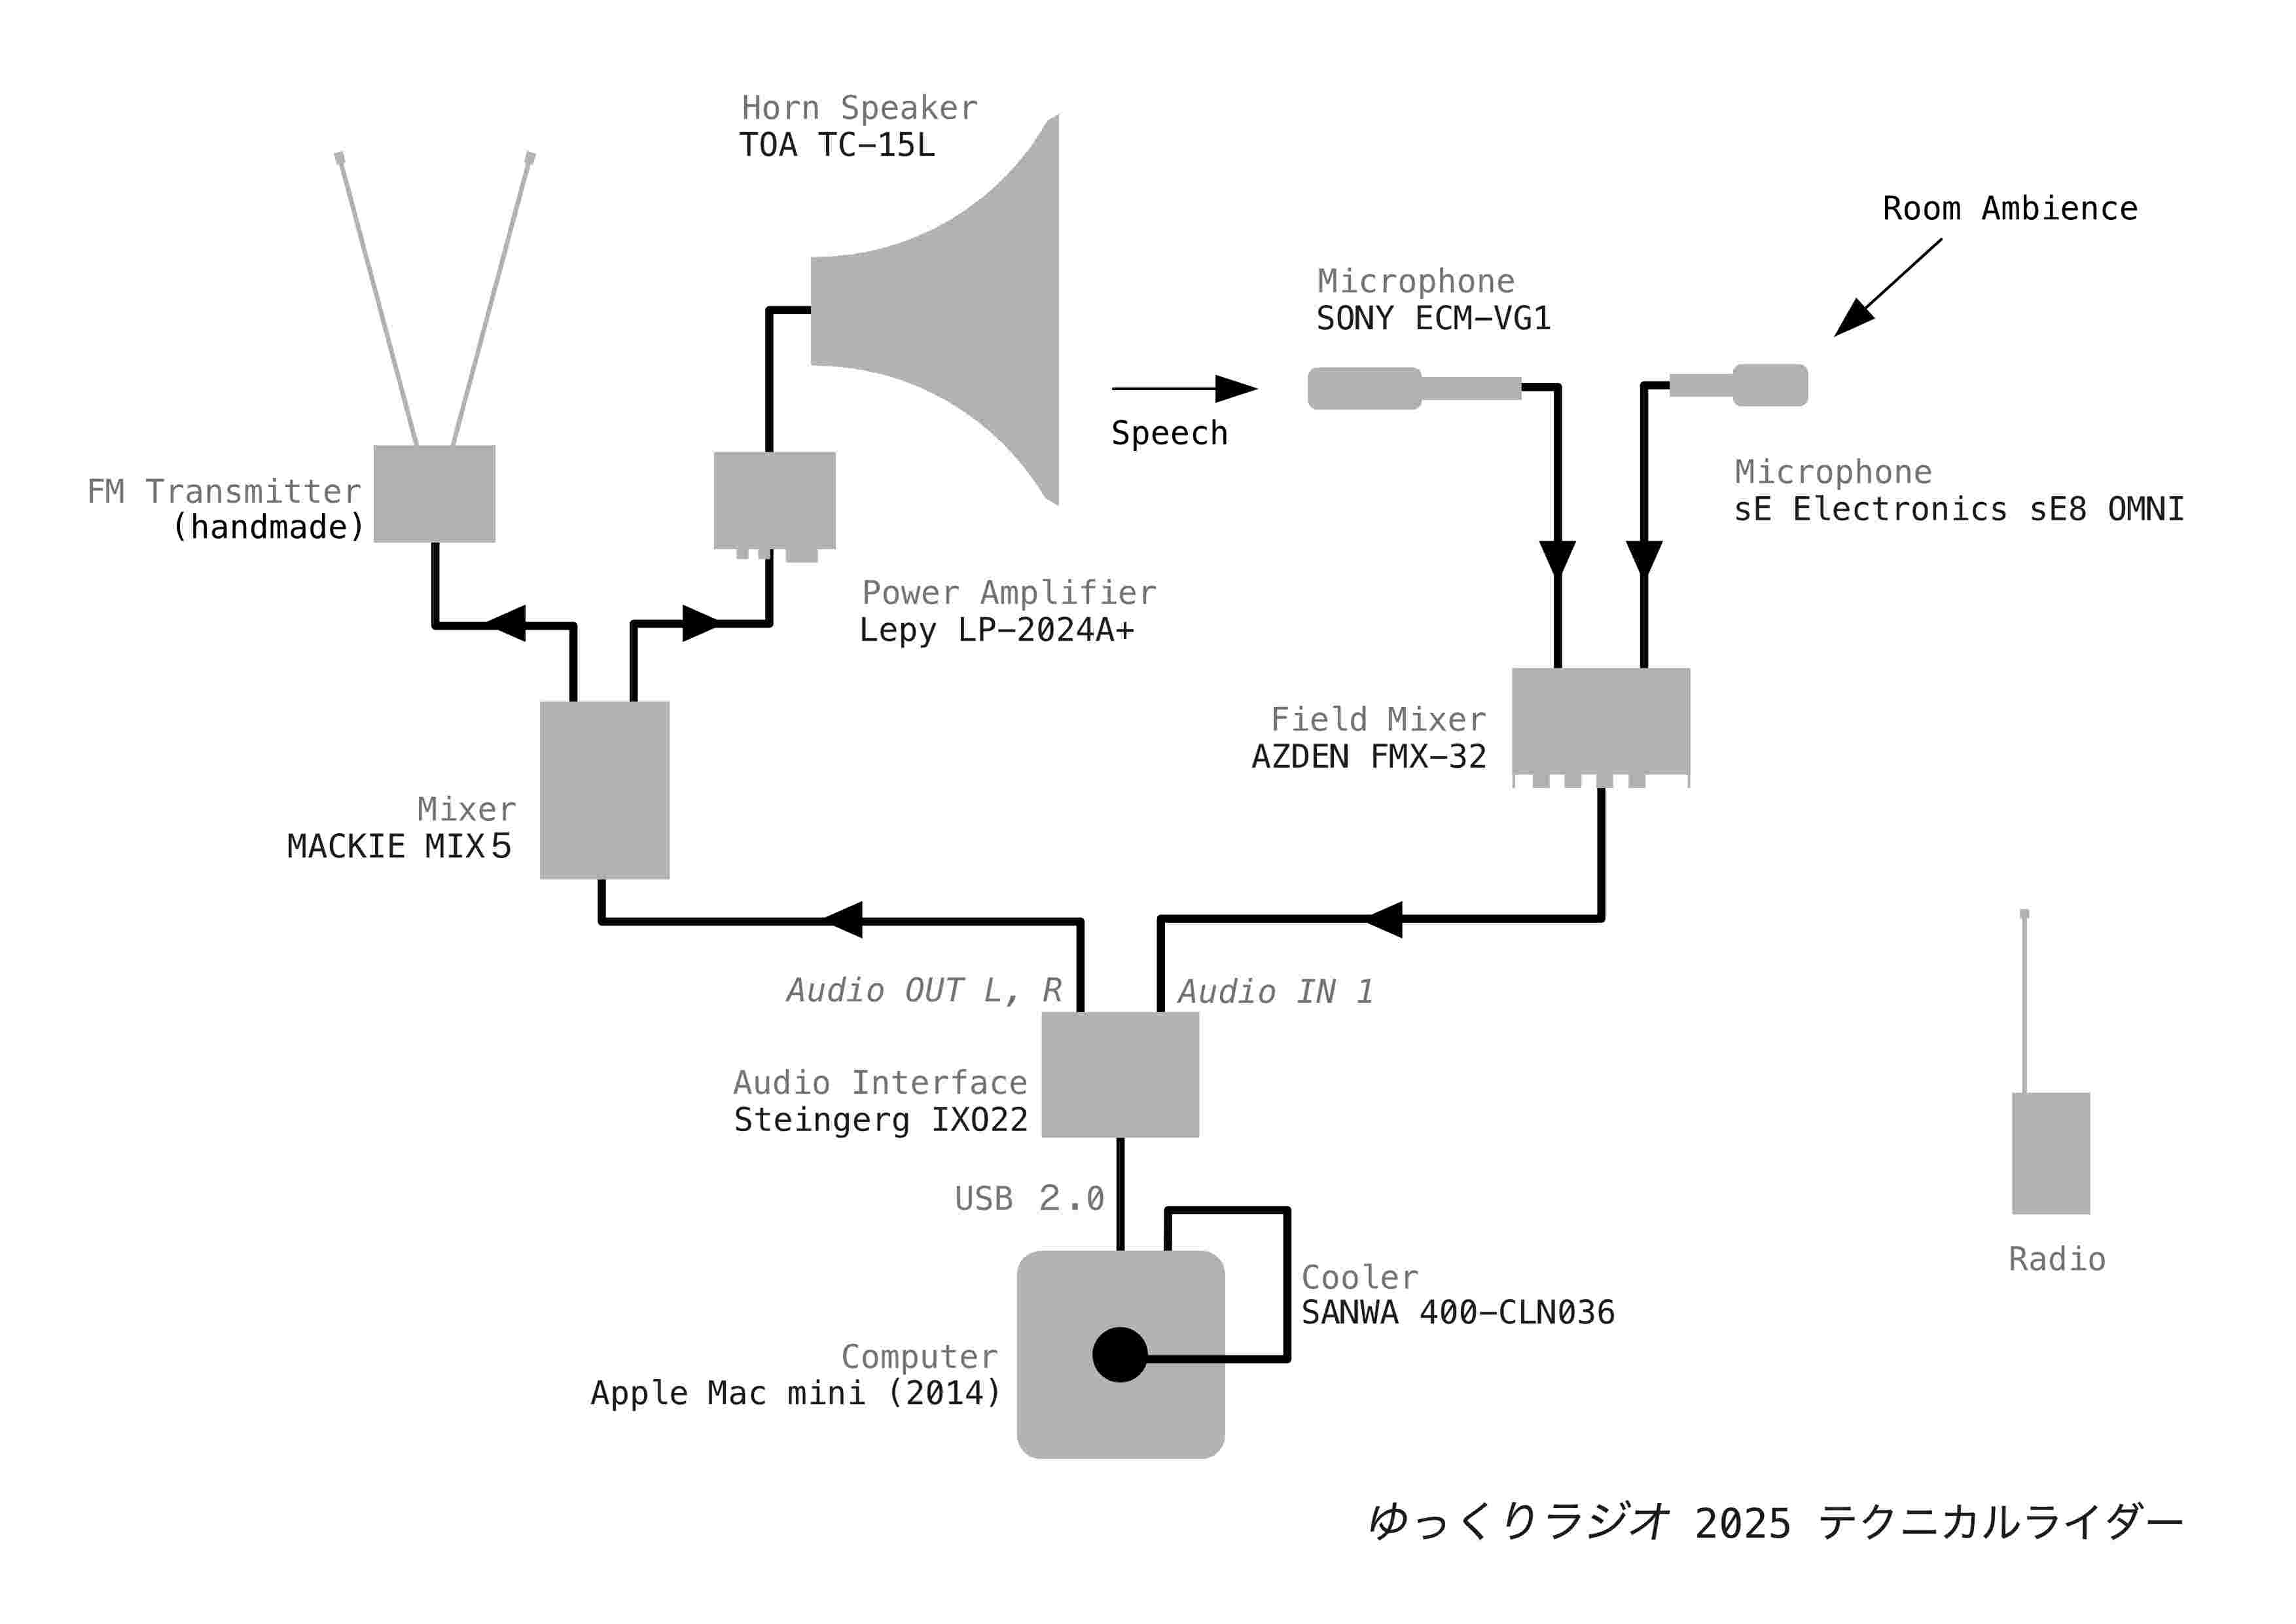 Horn Speaker
TOA TC-15L
Room Ambience
Microphone
SONY ECM-VG1
Speech
Microphone
sE Electronics sE8 OMNI
FM Transmitter
(handmade)
Power Amplifier
Lepy LP-2024A+
Field Mixer
AZDEN FMX-32
Mixer
MACKIE MIX5
Audio OUT L, R
Audio IN 1
Audio Interface
Steingerg IXO22
USB 2.0
Radio
Cooler
SANWA 400-CLN036
Computer
Apple Mac mini (2014)
ゆっくりラジオ 2025 テクニカルライダー